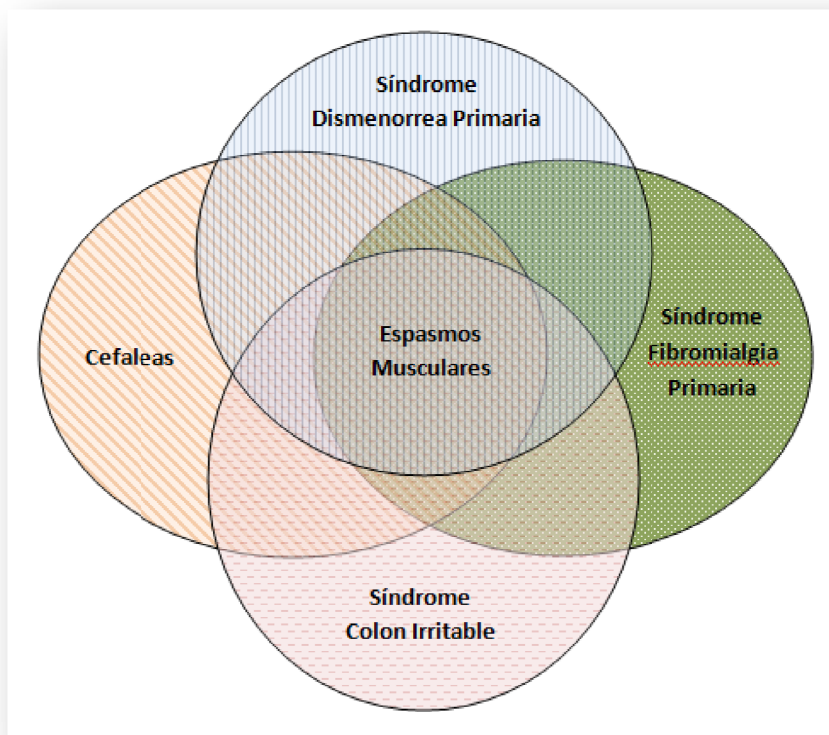 Síndrome
Dismenorrea Primaria
Cefaleas
Espasmos
Musculares
Síndrome
Fibromialgia
Primaria
Síndrome
Colon Irritable